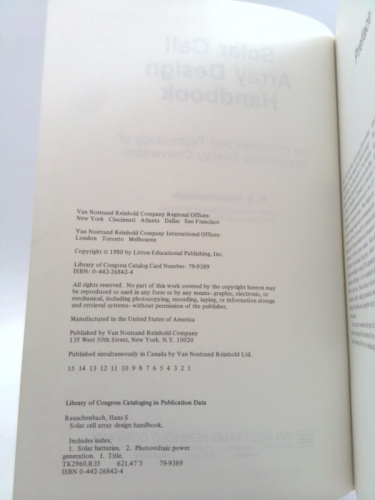 Van Nostrand Reinhold Company Regional Offices:
New York Cincinnati Atlanta Dallas San Francisco
Van Nostrand Reinhold Company International Offices:
London Toronto Melbourne
Copyright © 1980 by Litton Educational Publishing, Inc.
Library of Congress Catalog Card Number: 79-9389
ISBN: 0-442-26842-4
All rights reserved. No part of this work covered by the copyright hereon may
be reproduced or used in any form or by any means–graphic, electronic, or
mechanical, including photocopying, recording, taping, or information storage
and retrieval systems–without permission of the publisher.
Manufactured in the United States of America
Published by Van Nostrand Reinhold Company
135 West 50th Street, New York, N.Y. 10020
Published simultaneously in Canada by Van Nostrand Reinhold Ltd.
15 14 13 12 11 10 9 8 7 6 5 4 3 2 1
Library of Congress Cataloging in Publication Data
Rauschenbach, Hans S
Solar cell array design handbook.
Includes index.
1. Solar batteries. 2. Photovoltaic power
generation. I. Title.
TK2960.R35 621.47'5 79-9389
ISBN 0-442-26842-4
Solar Cell
Array Design
Handbook